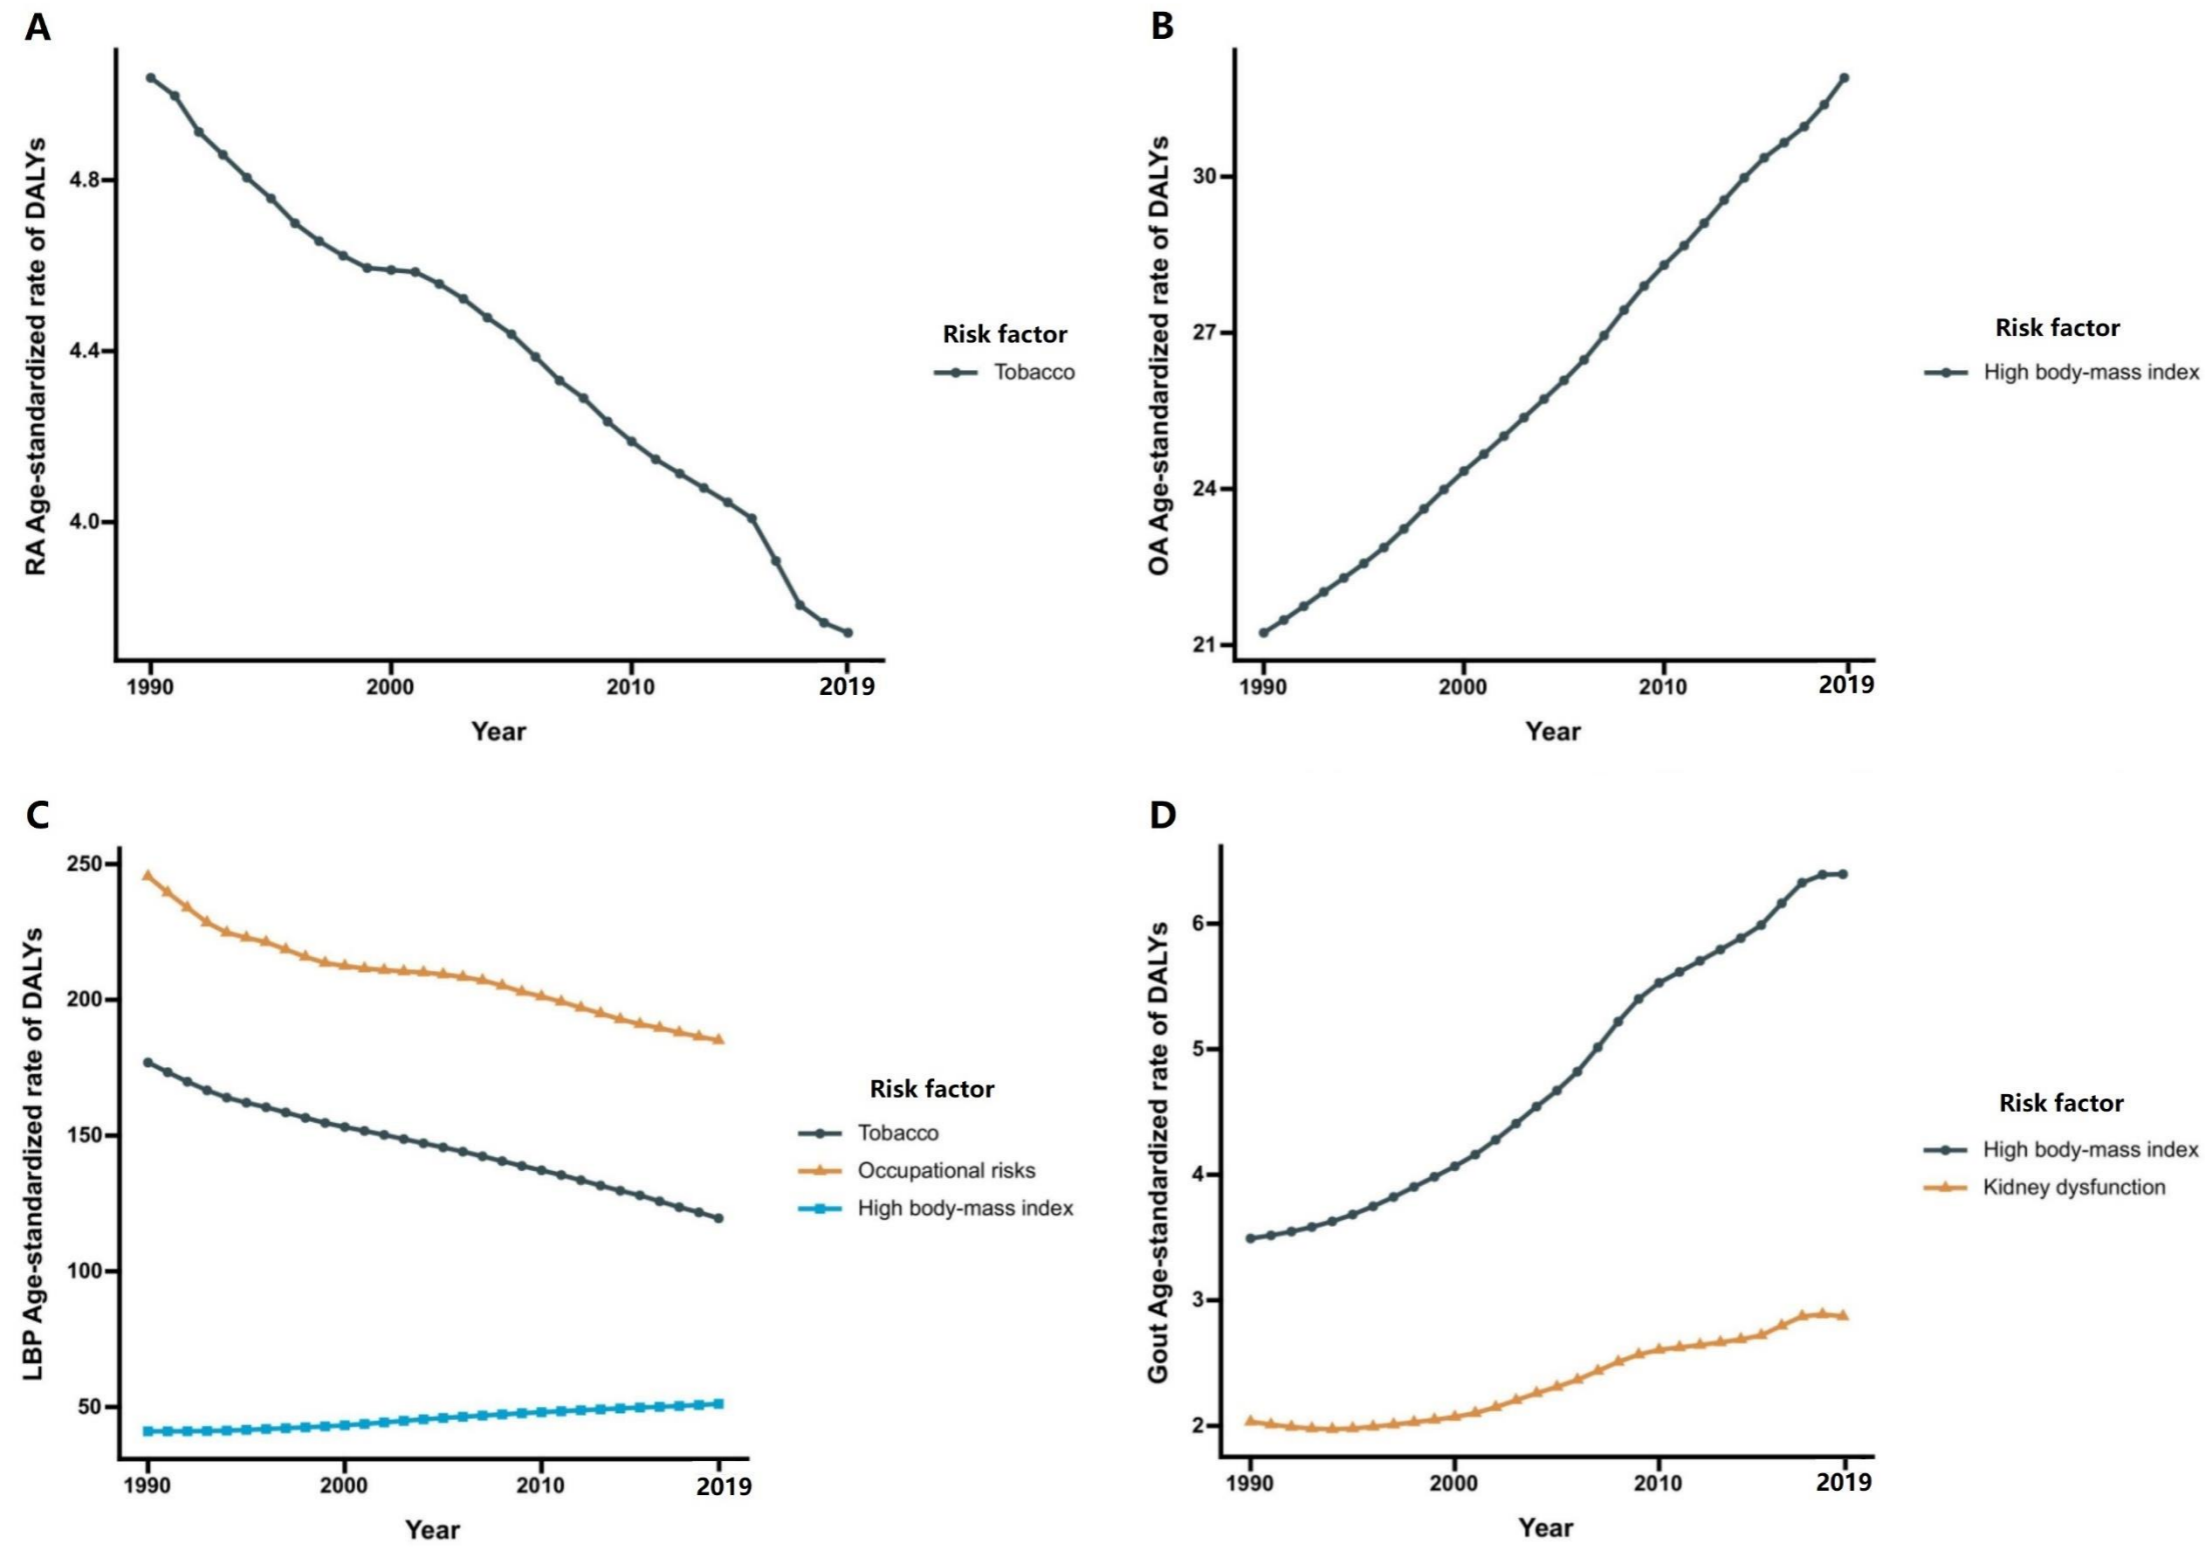 A
RA Age-standardized rate of DALYs
4.8
4.4
4.0
1990
2000
2010
2019
Year
Risk factor
Tobacco
B
OA Age-standardized rate of DALYs
30
27
24
21
1990
2000
2010
2019
Year
Risk factor
High body-mass index
C
LBP Age-standardized rate of DALYs
250
200
150
100
50
1990
2000
2010
2019
Year
Risk factor
Tobacco
Occupational risks
High body-mass index
D
Gout Age-standardized rate of DALYs
6
5
4
3
2
1990
2000
2010
2019
Year
Risk factor
High body-mass index
Kidney dysfunction